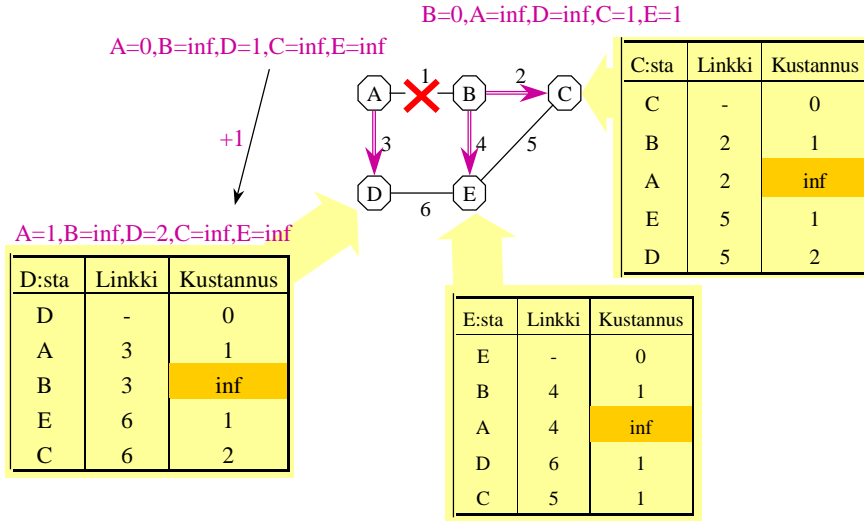 B=0,A=inf,D=inf,C=1,E=1
A=0,B=inf,D=1,C=inf,E=inf
+1
A=1,B=inf,D=2,C=inf,E=inf
A
1
B
2
C
3
4
5
D
6
E
C:sta Linkki Kustannus
C - 0
B 2 1
A 2 inf
E 5 1
D 5 2
D:sta Linkki Kustannus
D - 0
A 3 1
B 3 inf
E 6 1
C 6 2
E:sta Linkki Kustannus
E - 0
B 4 1
A 4 inf
D 6 1
C 5 1